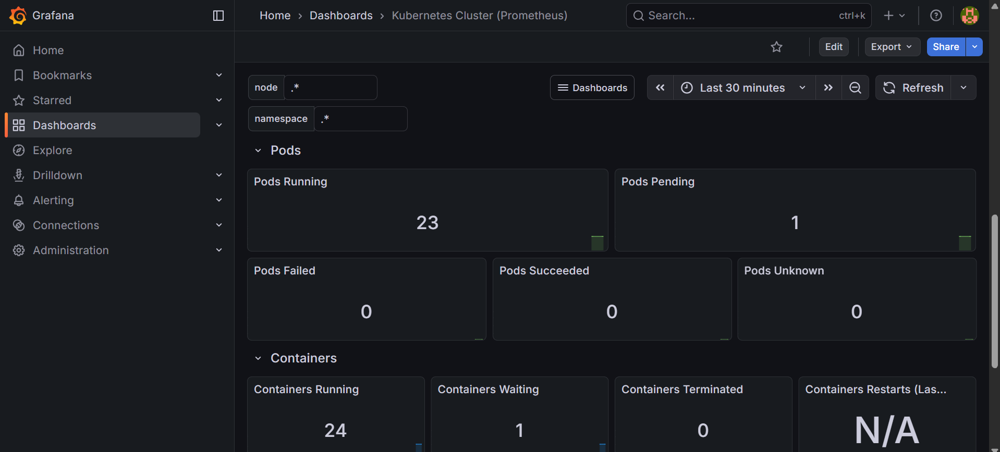 Grafana
Home › Dashboards › Kubernetes Cluster (Prometheus)
Search...
ctrl+k
Edit
Export
Share
Home
Bookmarks
Starred
Dashboards
Explore
Drilldown
Alerting
Connections
Administration
node
.*
Dashboards
Last 30 minutes
Refresh
namespace
.*
Pods
Pods Running
23
Pods Pending
1
Pods Failed
0
Pods Succeeded
0
Pods Unknown
0
Containers
Containers Running
24
Containers Waiting
1
Containers Terminated
0
Containers Restarts (Las...
N/A